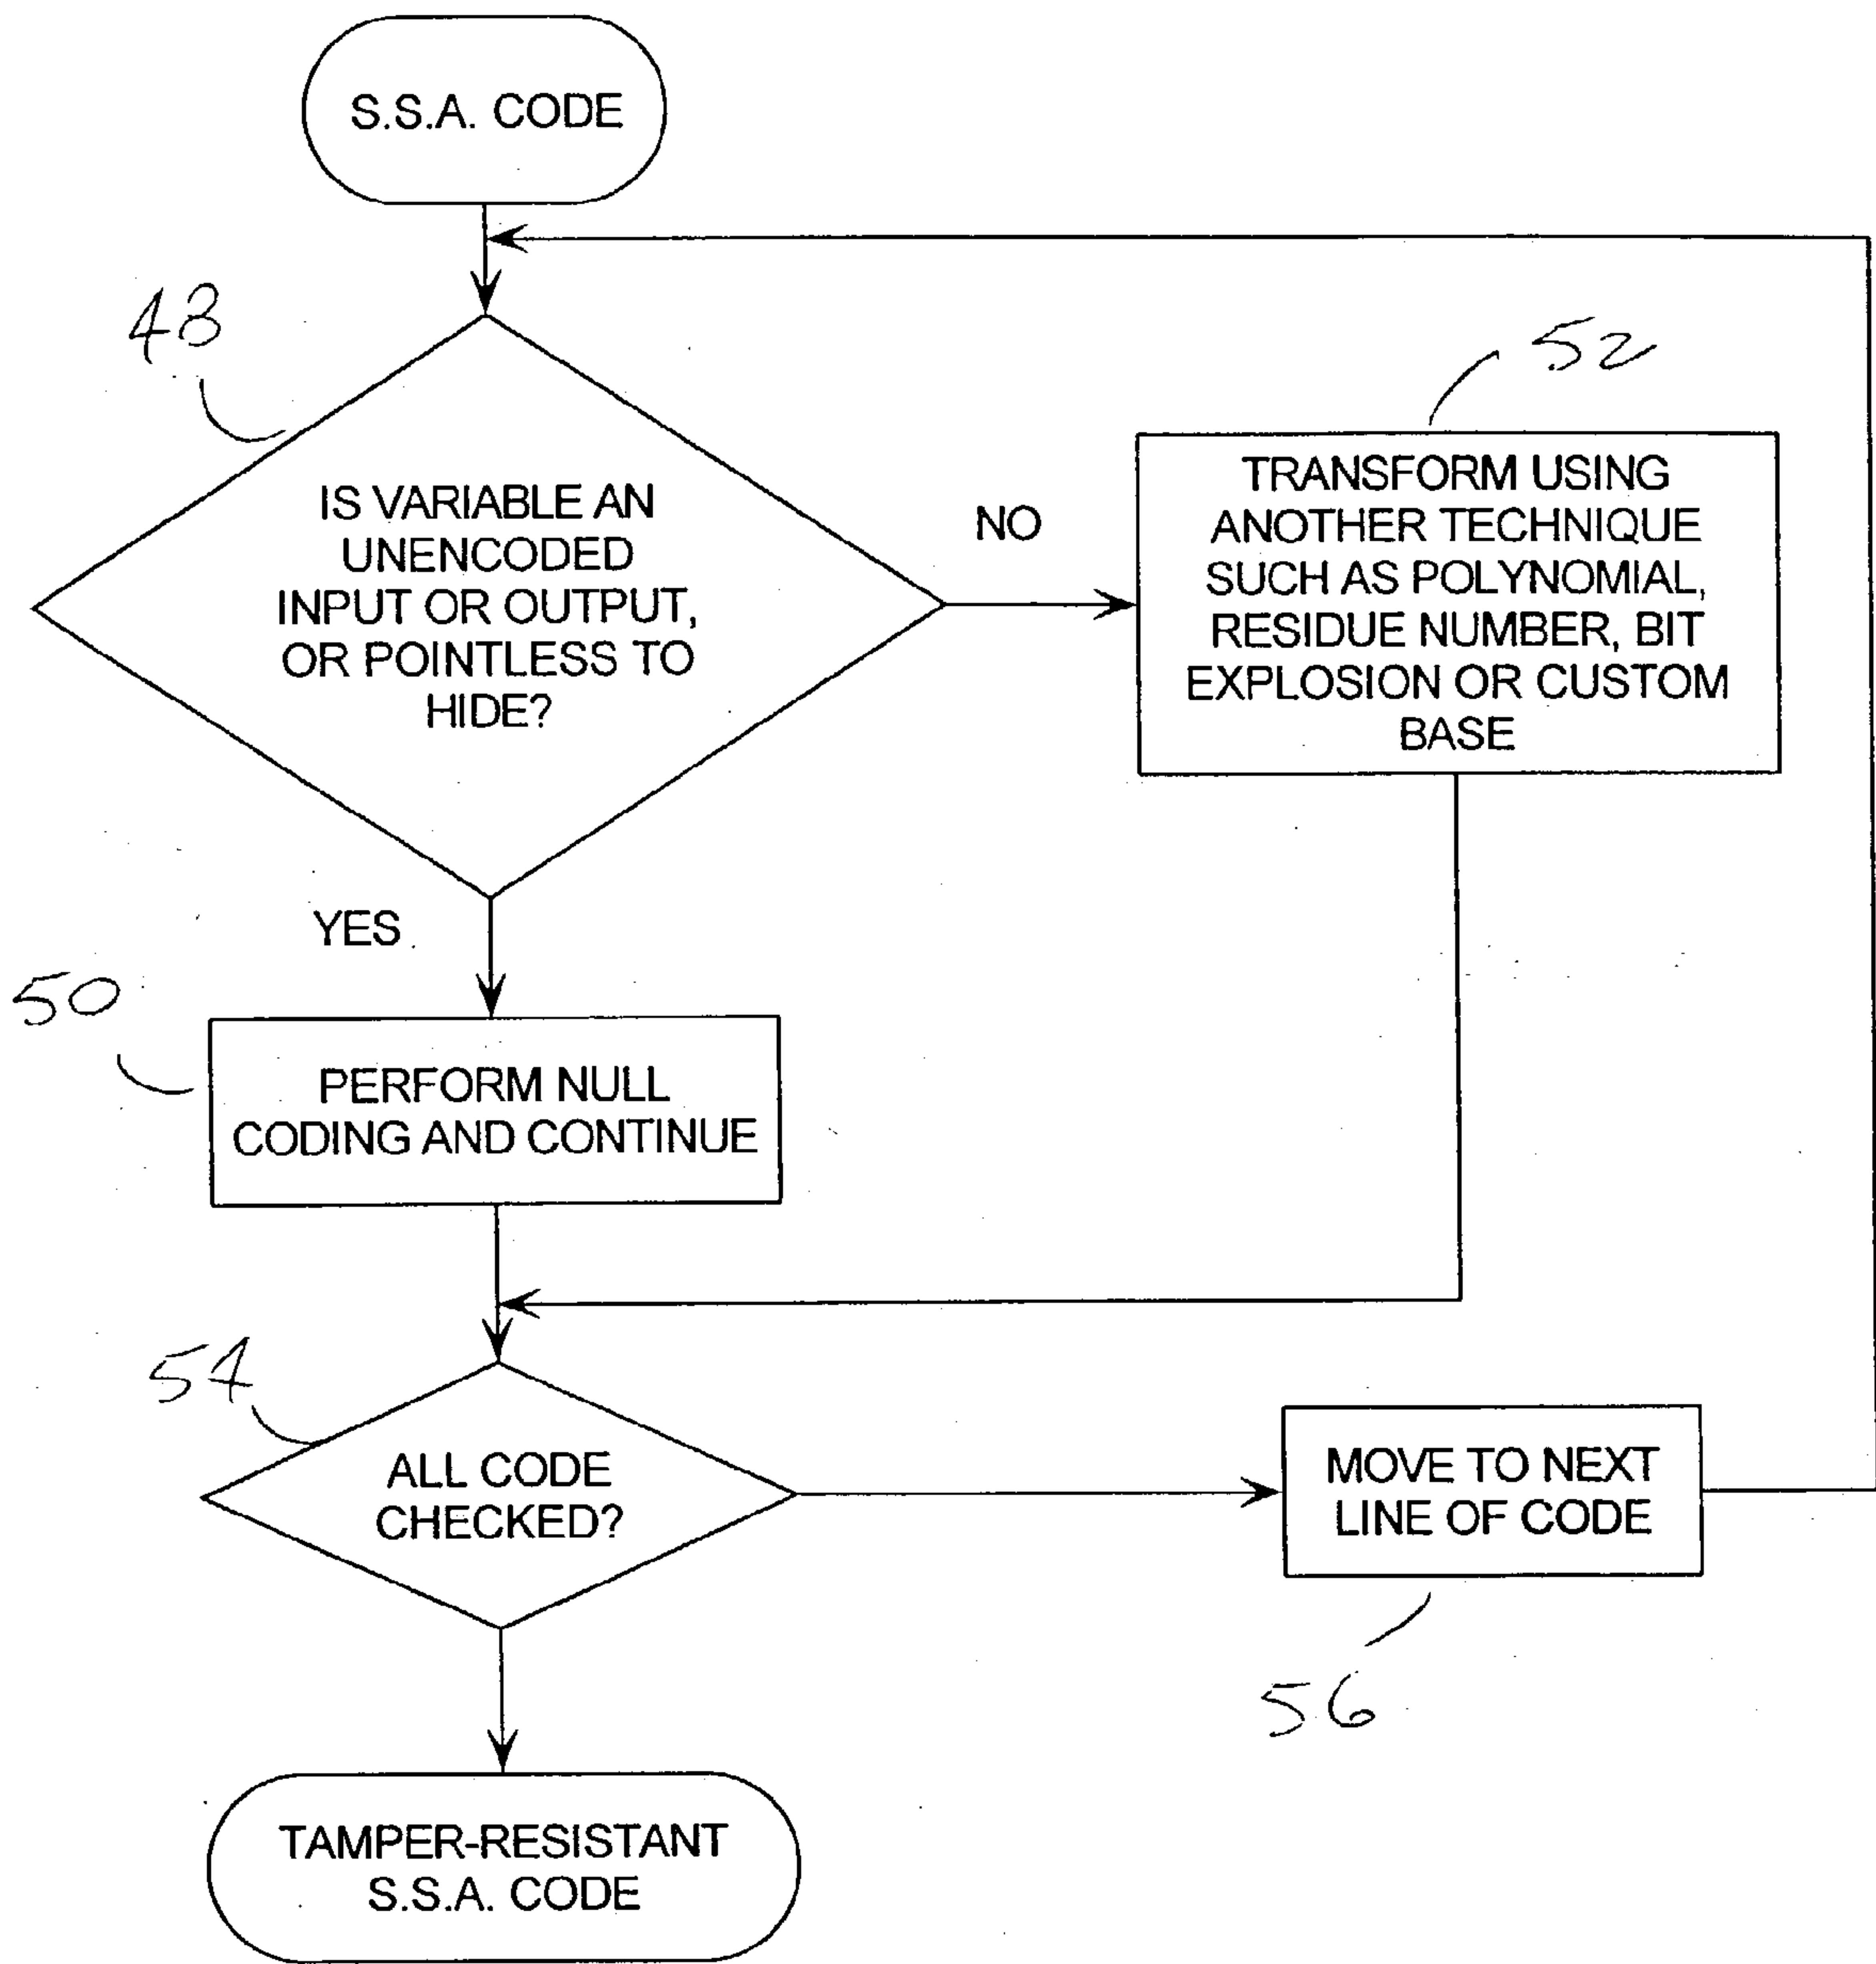 S.S.A. CODE
48
IS VARIABLE AN
UNENCODED
INPUT OR OUTPUT,
OR POINTLESS TO
HIDE?
NO
52
TRANSFORM USING
ANOTHER TECHNIQUE
SUCH AS POLYNOMIAL,
RESIDUE NUMBER, BIT
EXPLOSION OR CUSTOM
BASE
YES
50
PERFORM NULL
CODING AND CONTINUE
54
ALL CODE
CHECKED?
MOVE TO NEXT
LINE OF CODE
56
TAMPER-RESISTANT
S.S.A. CODE